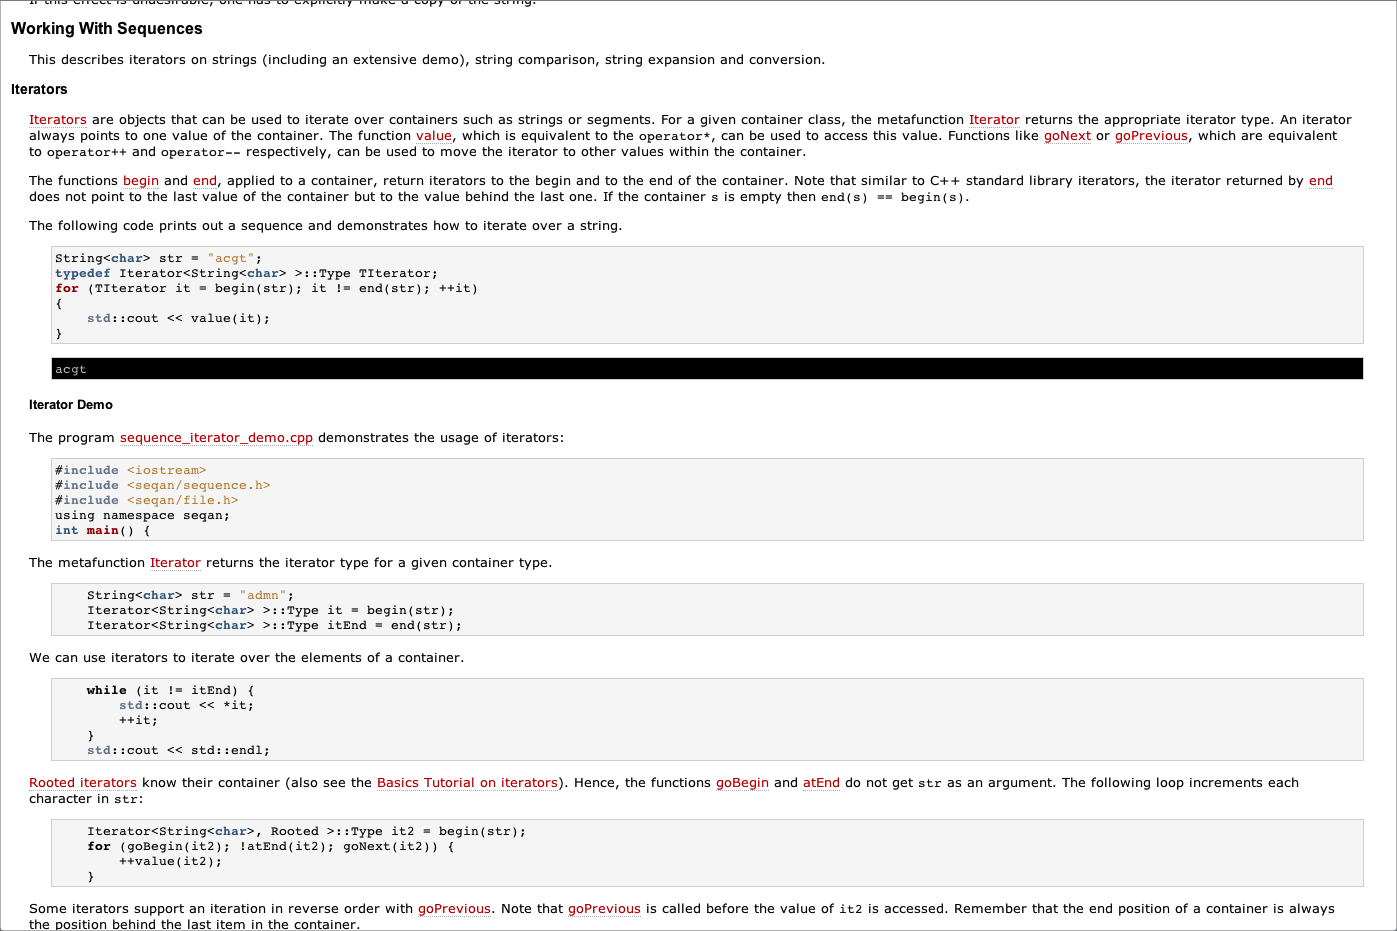 If this effect is undesirable, one has to explicitly make a copy of the string.
Working With Sequences
This describes iterators on strings (including an extensive demo), string comparison, string expansion and conversion.
Iterators
Iterators are objects that can be used to iterate over containers such as strings or segments. For a given container class, the metafunction Iterator returns the appropriate iterator type. An iterator
always points to one value of the container. The function value, which is equivalent to the operator*, can be used to access this value. Functions like goNext or goPrevious, which are equivalent
to operator++ and operator-- respectively, can be used to move the iterator to other values within the container.
The functions begin and end, applied to a container, return iterators to the begin and to the end of the container. Note that similar to C++ standard library iterators, the iterator returned by end
does not point to the last value of the container but to the value behind the last one. If the container s is empty then end(s) == begin(s).
The following code prints out a sequence and demonstrates how to iterate over a string.
String<char> str = "acgt";
typedef Iterator<String<char> >::Type TIterator;
for (TIterator it = begin(str); it != end(str); ++it)
{
    std::cout << value(it);
}
acgt
Iterator Demo
The program sequence_iterator_demo.cpp demonstrates the usage of iterators:
#include <iostream>
#include <seqan/sequence.h>
#include <seqan/file.h>
using namespace seqan;
int main() {
The metafunction Iterator returns the iterator type for a given container type.
    String<char> str = "admn";
    Iterator<String<char> >::Type it = begin(str);
    Iterator<String<char> >::Type itEnd = end(str);
We can use iterators to iterate over the elements of a container.
    while (it != itEnd) {
        std::cout << *it;
        ++it;
    }
    std::cout << std::endl;
Rooted iterators know their container (also see the Basics Tutorial on iterators). Hence, the functions goBegin and atEnd do not get str as an argument. The following loop increments each
character in str:
    Iterator<String<char>, Rooted >::Type it2 = begin(str);
    for (goBegin(it2); !atEnd(it2); goNext(it2)) {
        ++value(it2);
    }
Some iterators support an iteration in reverse order with goPrevious. Note that goPrevious is called before the value of it2 is accessed. Remember that the end position of a container is always
the position behind the last item in the container.